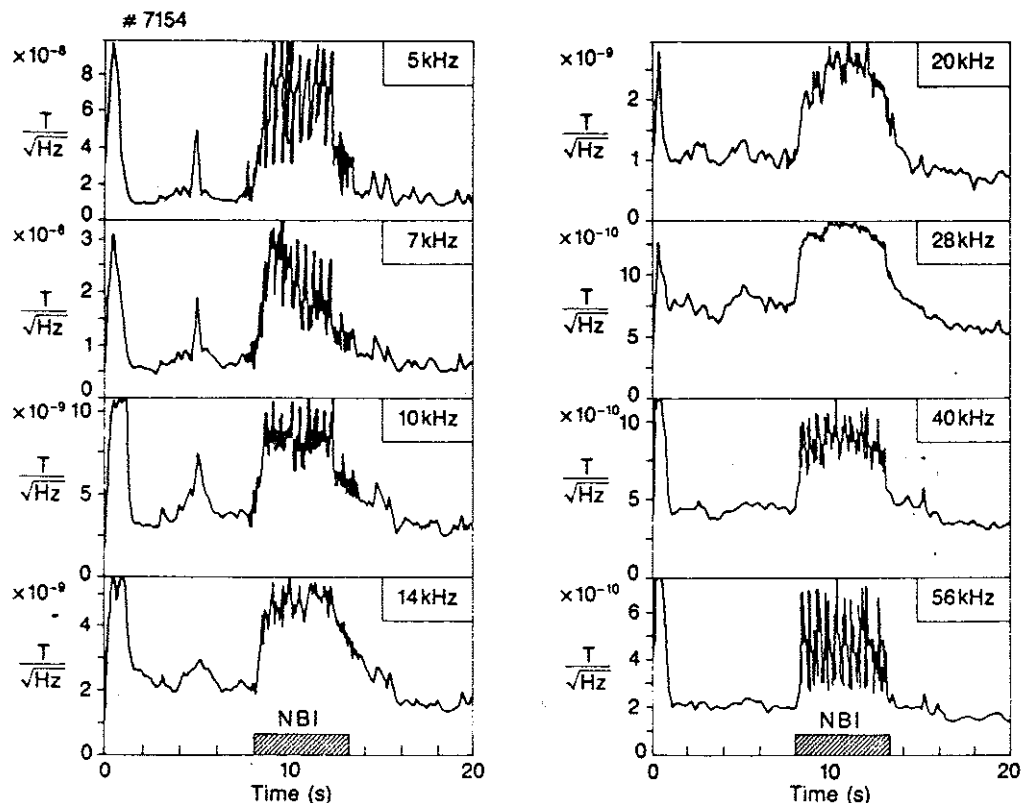 # 7154
×10⁻⁸
5kHz
8
6
T
√Hz
4
2
0
×10⁻⁸
7kHz
3
2
T
√Hz
1
0
×10⁻⁹
10
10kHz
T
√Hz
5
0
×10⁻⁹
14kHz
4
T
√Hz
2
0
NBI
0
10
20
Time (s)
×10⁻⁹
20kHz
2
T
√Hz
1
0
×10⁻¹⁰
28kHz
10
T
√Hz
5
0
×10⁻¹⁰
10
40kHz
T
√Hz
5
0
×10⁻¹⁰
56kHz
6
T
√Hz
4
2
0
NBI
0
10
20
Time (s)